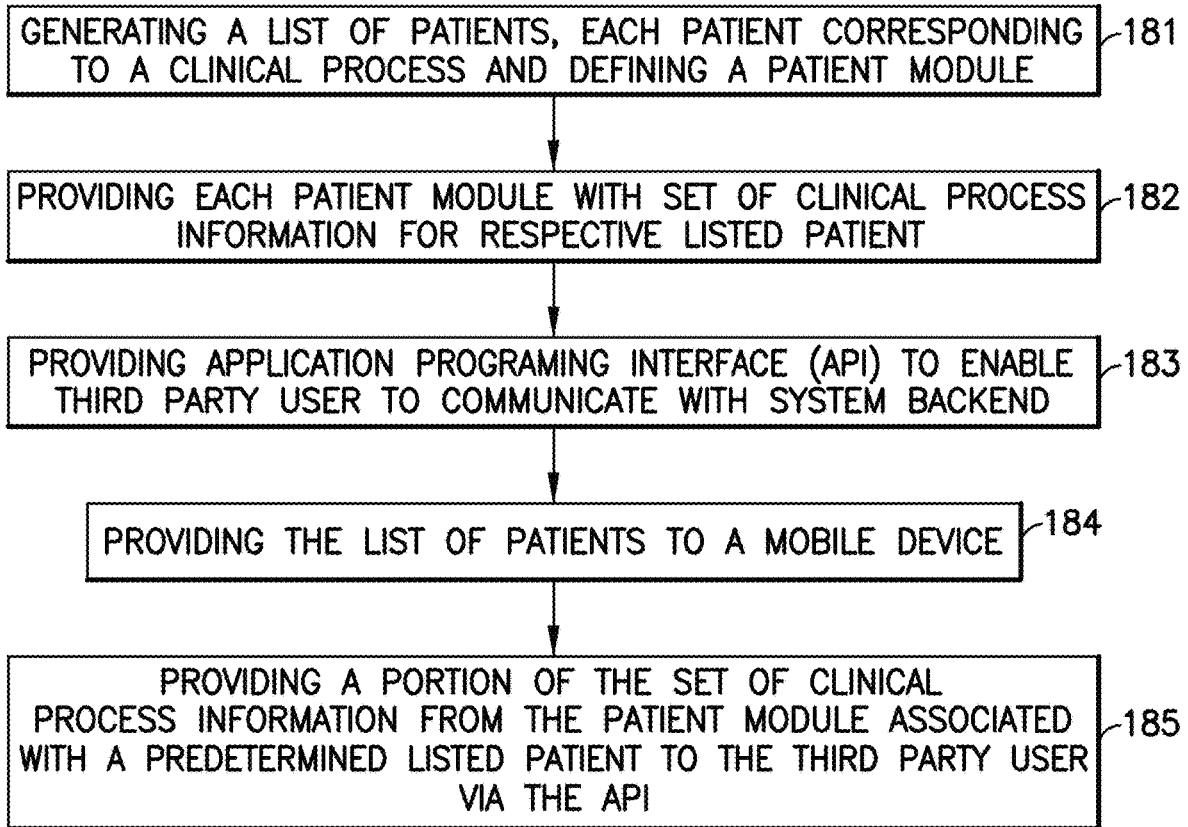 GENERATING A LIST OF PATIENTS, EACH PATIENT CORRESPONDING
TO A CLINICAL PROCESS AND DEFINING A PATIENT MODULE
181
PROVIDING EACH PATIENT MODULE WITH SET OF CLINICAL PROCESS
INFORMATION FOR RESPECTIVE LISTED PATIENT
182
PROVIDING APPLICATION PROGRAMING INTERFACE (API) TO ENABLE
THIRD PARTY USER TO COMMUNICATE WITH SYSTEM BACKEND
183
PROVIDING THE LIST OF PATIENTS TO A MOBILE DEVICE
184
PROVIDING A PORTION OF THE SET OF CLINICAL
PROCESS INFORMATION FROM THE PATIENT MODULE ASSOCIATED
WITH A PREDETERMINED LISTED PATIENT TO THE THIRD PARTY USER
VIA THE API
185